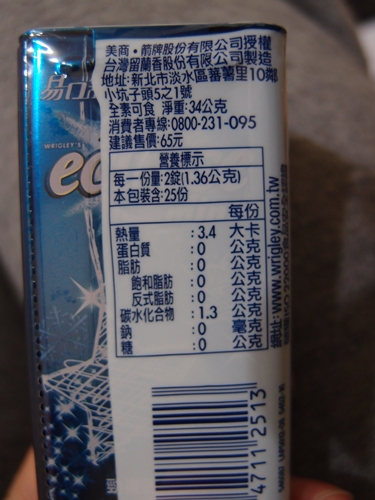 美商·箭牌股份有限公司授權
台灣留蘭香股份有限公司製造
地址:新北市淡水區蕃薯里10鄰
小坑子頭5之1號
全素可食 淨重:34公克
消費者專線:0800-231-095
建議售價:65元
營養標示
每一份量:2錠(1.36公克)
本包裝含:25份
每份
熱量 :3.4 大卡
蛋白質 :0 公克
脂肪 :0 公克
飽和脂肪 :0 公克
反式脂肪 :0 公克
碳水化合物 :1.3 公克
鈉 :0 毫克
糖 :0 公克
網址:www.wrigley.com.tw
4711 2513
易口
WRIGLEY'S
ec